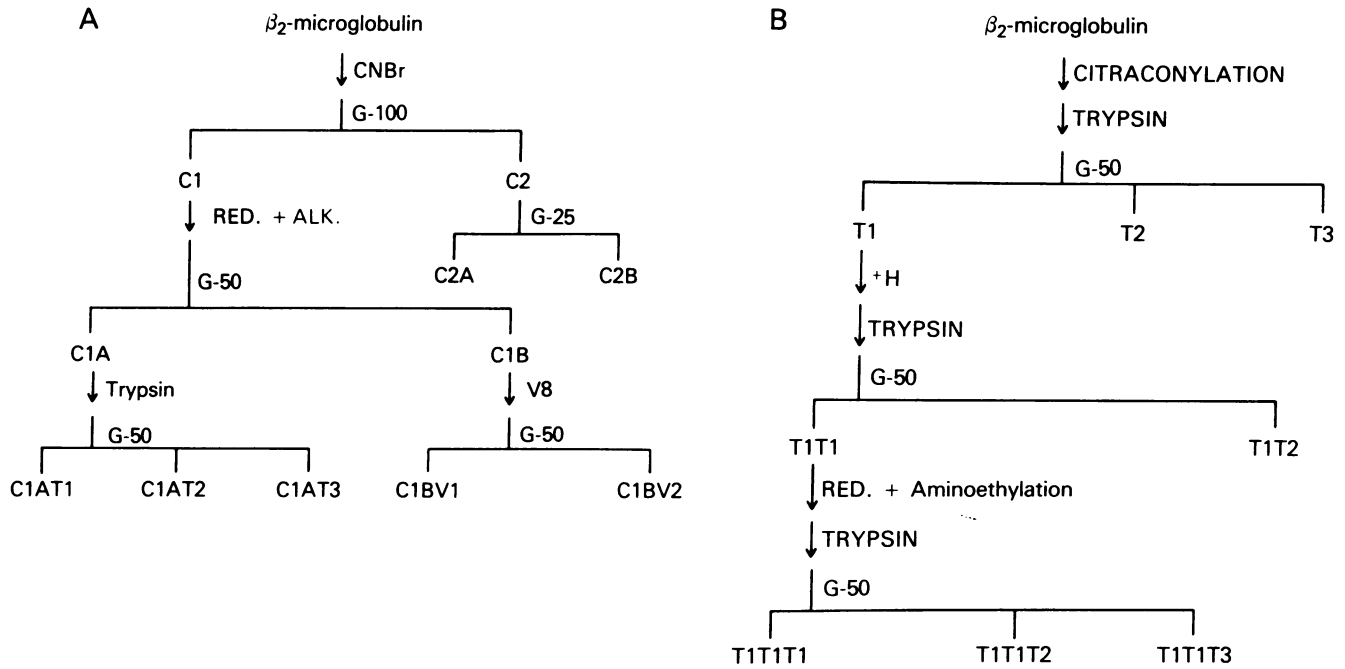 A
β2-microglobulin
CNBr
G-100
C1
C2
RED. + ALK.
G-25
C2A
C2B
G-50
C1A
C1B
Trypsin
V8
G-50
G-50
C1AT1
C1AT2
C1AT3
C1BV1
C1BV2
B
β2-microglobulin
CITRACONYLATION
TRYPSIN
G-50
T1
T2
T3
+H
TRYPSIN
G-50
T1T1
T1T2
RED. + Aminoethylation
TRYPSIN
G-50
T1T1T1
T1T1T2
T1T1T3